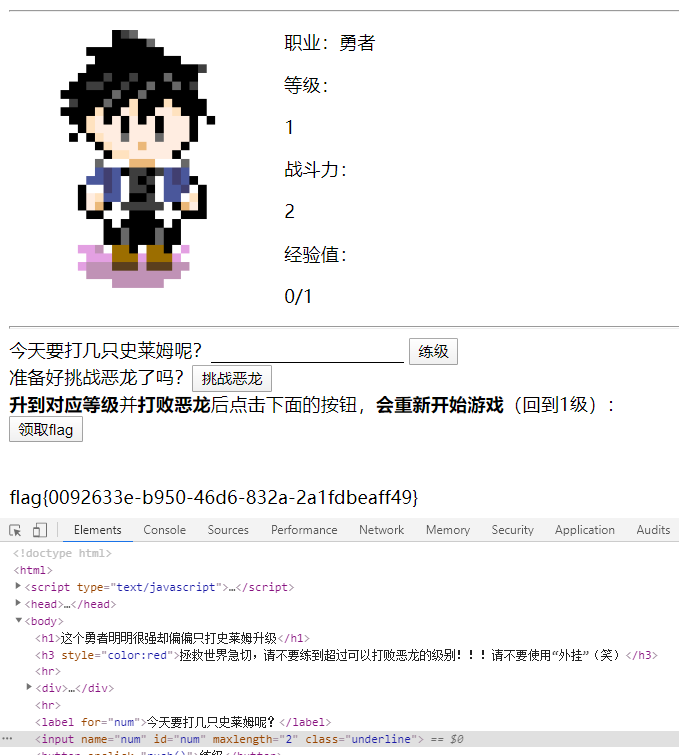 职业：勇者
等级：
1
战斗力：
2
经验值：
0/1
今天要打几只史莱姆呢？ 练级
准备好挑战恶龙了吗？ 挑战恶龙
升到对应等级并打败恶龙后点击下面的按钮，会重新开始游戏（回到1级）：
领取flag
flag{0092633e-b950-46d6-832a-2a1fdbeaff49}
Elements Console Sources Performance Network Memory Security Application Audits
<!doctype html>
<html>
<script type="text/javascript">…</script>
<head>…</head>
<body>
<h1>这个勇者明明很强却偏偏只打史莱姆升级</h1>
<h3 style="color:red">拯救世界急切，请不要练到超过可以打败恶龙的级别！！！请不要使用“外挂”（笑）</h3>
<hr>
<div>…</div>
<hr>
<label for="num">今天要打几只史莱姆呢？</label>
<input name="num" id="num" maxlength="2" class="underline"> == $0